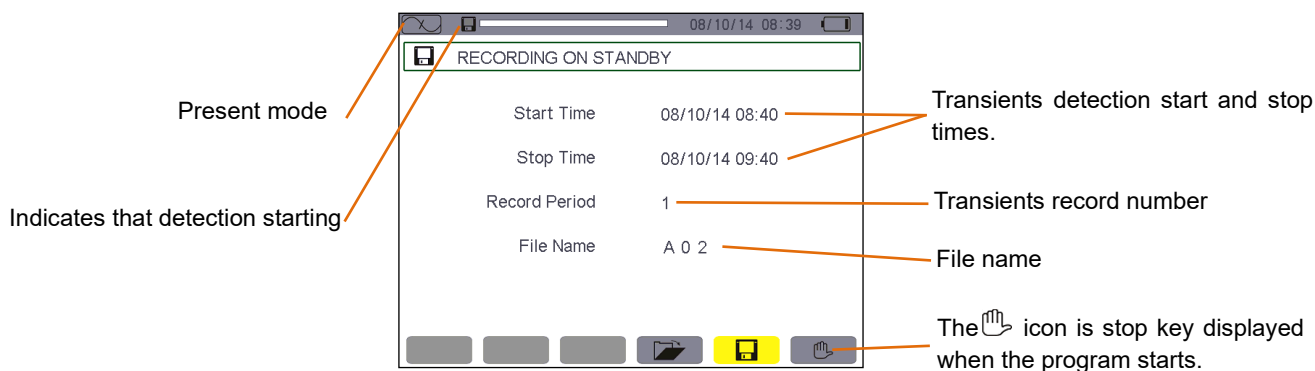 08/10/14 08:39
RECORDING ON STANDBY
Present mode
Start Time 08/10/14 08:40
Transients detection start and stop
times.
Stop Time 08/10/14 09:40
Indicates that detection starting
Record Period 1
Transients record number
File Name A 0 2
File name
The icon is stop key displayed
when the program starts.